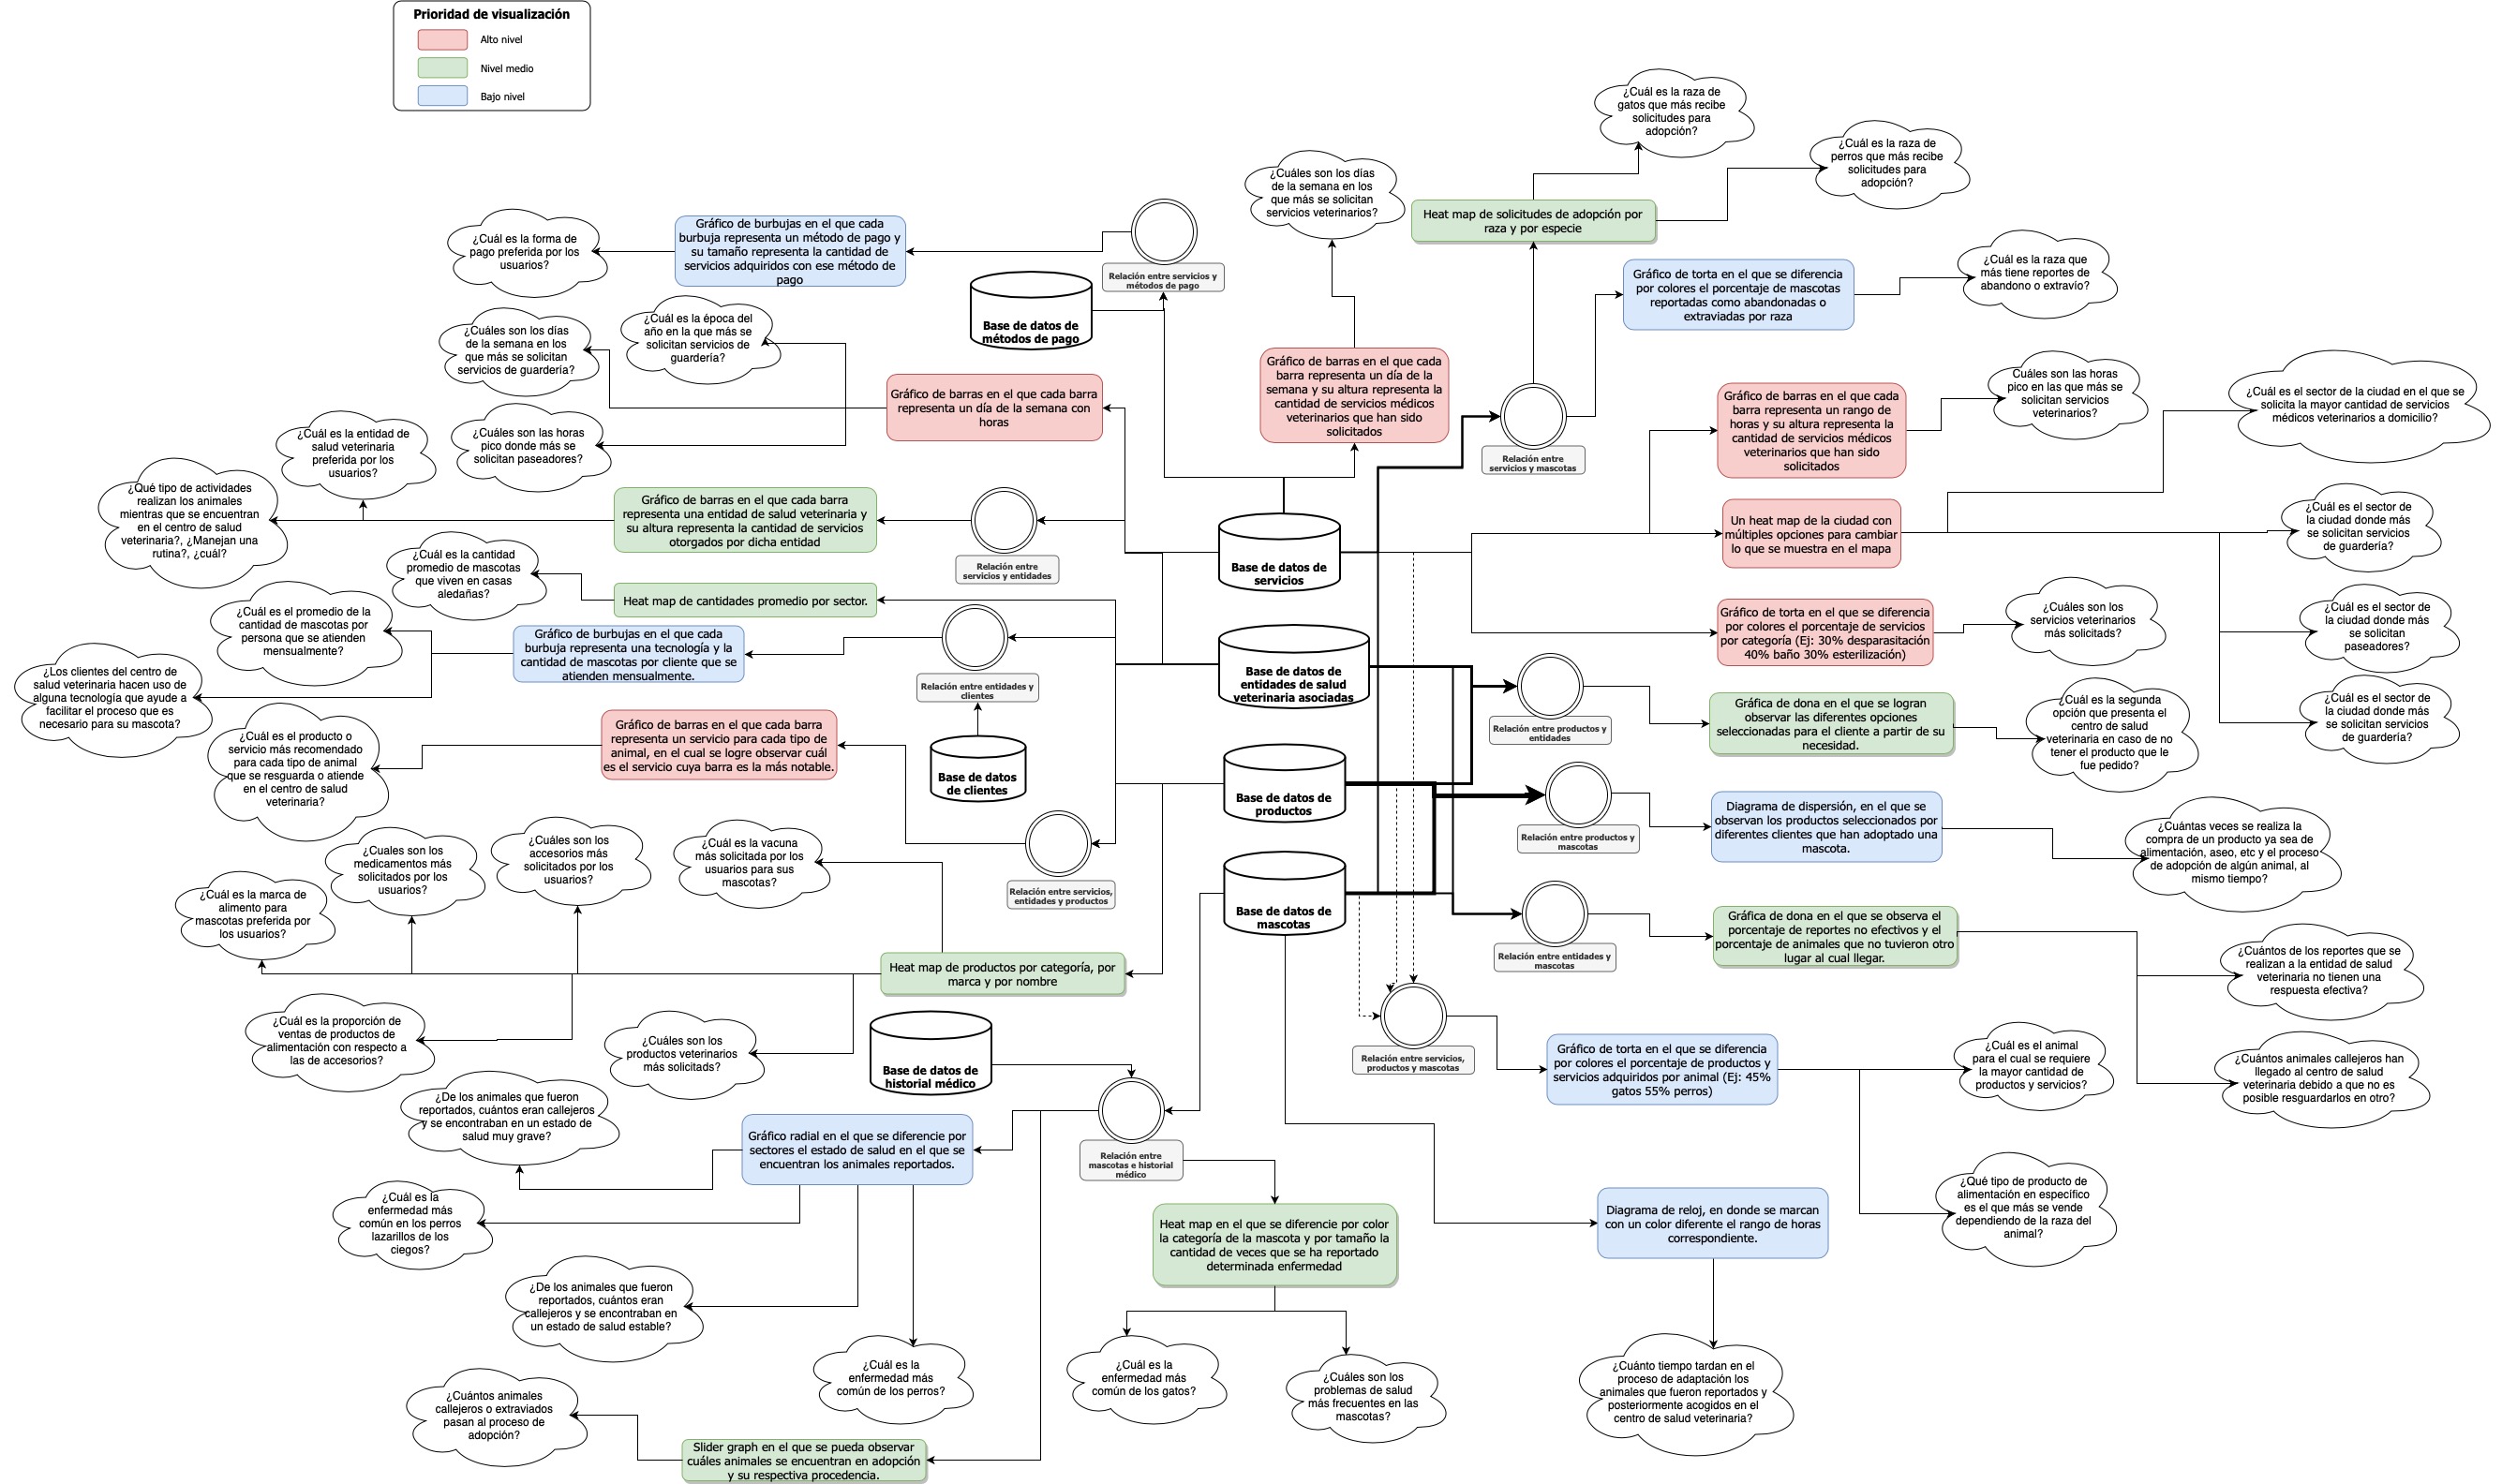 Prioridad de visualización
Alto nivel
Nivel medio
Bajo nivel
¿Cuál es la raza de
gatos que más recibe
solicitudes para
adopción?
¿Cuál es la raza de
perros que más recibe
solicitudes para
adopción?
¿Cuáles son los días
de la semana en los
que más se solicitan
servicios veterinarios?
Heat map de solicitudes de adopción por
raza y por especie
Gráfico de burbujas en el que cada
burbuja representa un método de pago y
su tamaño representa la cantidad de
servicios adquiridos con ese método de
pago
¿Cuál es la forma de
pago preferida por los
usuarios?
Relación entre servicios y
métodos de pago
Base de datos de
métodos de pago
Gráfico de torta en el que se diferencia
por colores el porcentaje de mascotas
reportadas como abandonadas o
extraviadas por raza
¿Cuál es la raza que
más tiene reportes de
abandono o extravío?
¿Cuáles son los días
de la semana en los
que más se solicitan
servicios de guardería?
¿Cuál es la época del
año en la que más se
solicitan servicios de
guardería?
Gráfico de barras en el que cada barra
representa un día de la semana con
horas
¿Cuáles son las horas
pico donde más se
solicitan paseadores?
Gráfico de barras en el que cada
barra representa un día de la
semana y su altura representa la
cantidad de servicios médicos
veterinarios que han sido
solicitados
Relación entre
servicios y mascotas
Gráfico de barras en el que cada
barra representa un rango de
horas y su altura representa la
cantidad de servicios médicos
veterinarios que han sido
solicitados
Cuáles son las horas
pico en las que más se
solicitan servicios
veterinarios?
¿Cuál es el sector de la ciudad en el que se
solicita la mayor cantidad de servicios
médicos veterinarios a domicilio?
¿Cuál es la entidad de
salud veterinaria
preferida por los
usuarios?
¿Qué tipo de actividades
realizan los animales
mientras que se encuentran
en el centro de salud
veterinaria?, ¿Manejan una
rutina?, ¿cuál?
Gráfico de barras en el que cada barra
representa una entidad de salud veterinaria y
su altura representa la cantidad de servicios
otorgados por dicha entidad
Relación entre
servicios y entidades
Base de datos de
servicios
Un heat map de la ciudad con
múltiples opciones para cambiar
lo que se muestra en el mapa
¿Cuál es el sector de
la ciudad donde más
se solicitan servicios
de guardería?
¿Cuál es la cantidad
promedio de mascotas
que viven en casas
aledañas?
Heat map de cantidades promedio por sector.
¿Cuál es el promedio de la
cantidad de mascotas por
persona que se atienden
mensualmente?
Gráfico de burbujas en el que cada
burbuja representa una tecnología y la
cantidad de mascotas por cliente que se
atienden mensualmente.
Relación entre entidades y
clientes
Base de datos de
entidades de salud
veterinaria asociadas
Gráfico de torta en el que se diferencia
por colores el porcentaje de servicios
por categoría (Ej: 30% desparasitación
40% baño 30% esterilización)
¿Cuáles son los
servicios veterinarios
más solicitads?
¿Cuál es el sector de
la ciudad donde más
se solicitan
paseadores?
¿Los clientes del centro de
salud veterinaria hacen uso de
alguna tecnología que ayude a
facilitar el proceso que es
necesario para su mascota?
Relación entre productos y
entidades
Gráfica de dona en el que se logran
observar las diferentes opciones
seleccionadas para el cliente a partir de su
necesidad.
¿Cuál es la segunda
opción que presenta el
centro de salud
veterinaria en caso de no
tener el producto que le
fue pedido?
¿Cuál es el sector de
la ciudad donde más
se solicitan servicios
de guardería?
¿Cuál es el producto o
servicio más recomendado
para cada tipo de animal
que se resguarda o atiende
en el centro de salud
veterinaria?
Gráfico de barras en el que cada barra
representa un servicio para cada tipo de
animal, en el cual se logre observar cuál
es el servicio cuya barra es la más notable.
Base de datos
de clientes
Base de datos de
productos
Relación entre productos y
mascotas
Diagrama de dispersión, en el que se
observan los productos seleccionados por
diferentes clientes que han adoptado una
mascota.
¿Cuántas veces se realiza la
compra de un producto ya sea de
alimentación, aseo, etc y el proceso
de adopción de algún animal, al
mismo tiempo?
¿Cuales son los
medicamentos más
solicitados por los
usuarios?
¿Cuáles son los
accesorios más
solicitados por los
usuarios?
¿Cuál es la vacuna
más solicitada por los
usuarios para sus
mascotas?
Relación entre servicios,
entidades y productos
¿Cuál es la marca de
alimento para
mascotas preferida por
los usuarios?
Base de datos de
mascotas
Relación entre entidades y
mascotas
Gráfica de dona en el que se observa el
porcentaje de reportes no efectivos y el
porcentaje de animales que no tuvieron otro
lugar al cual llegar.
¿Cuántos de los reportes que se
realizan a la entidad de salud
veterinaria no tienen una
respuesta efectiva?
Heat map de productos por categoría, por
marca y por nombre
¿Cuál es la proporción de
ventas de productos de
alimentación con respecto a
las de accesorios?
¿Cuáles son los
productos veterinarios
más solicitads?
Base de datos de
historial médico
Relación entre servicios,
productos y mascotas
Gráfico de torta en el que se diferencia
por colores el porcentaje de productos y
servicios adquiridos por animal (Ej: 45%
gatos 55% perros)
¿Cuál es el animal
para el cual se requiere
la mayor cantidad de
productos y servicios?
¿Cuántos animales callejeros han
llegado al centro de salud
veterinaria debido a que no es
posible resguardarlos en otro?
¿De los animales que fueron
reportados, cuántos eran callejeros
y se encontraban en un estado de
salud muy grave?
Gráfico radial en el que se diferencie por
sectores el estado de salud en el que se
encuentran los animales reportados.
Relación entre
mascotas e historial
médico
¿Cuál es la
enfermedad más
común en los perros
lazarillos de los
ciegos?
Heat map en el que se diferencie por color
la categoría de la mascota y por tamaño la
cantidad de veces que se ha reportado
determinada enfermedad
Diagrama de reloj, en donde se marcan
con un color diferente el rango de horas
correspondiente.
¿Qué tipo de producto de
alimentación en específico
es el que más se vende
dependiendo de la raza del
animal?
¿De los animales que fueron
reportados, cuántos eran
callejeros y se encontraban en
un estado de salud estable?
¿Cuál es la
enfermedad más
común de los perros?
¿Cuál es la
enfermedad más
común de los gatos?
¿Cuáles son los
problemas de salud
más frecuentes en las
mascotas?
¿Cuánto tiempo tardan en el
proceso de adaptación los
animales que fueron reportados y
posteriormente acogidos en el
centro de salud veterinaria?
¿Cuántos animales
callejeros o extraviados
pasan al proceso de
adopción?
Slider graph en el que se pueda observar
cuáles animales se encuentran en adopción
y su respectiva procedencia.